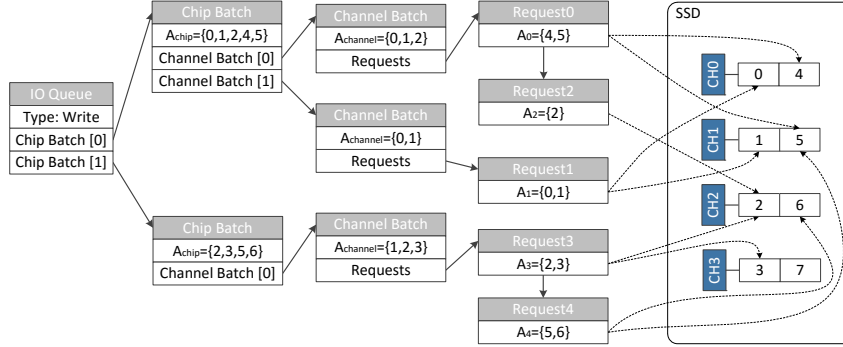 IO Queue
Type: Write
Chip Batch [0]
Chip Batch [1]
Chip Batch
Achip={0,1,2,4,5}
Channel Batch [0]
Channel Batch [1]
Chip Batch
Achip={2,3,5,6}
Channel Batch [0]
Channel Batch
Achannel={0,1,2}
Requests
Channel Batch
Achannel={0,1}
Requests
Channel Batch
Achannel={1,2,3}
Requests
Request0
A0={4,5}
Request2
A2={2}
Request1
A1={0,1}
Request3
A3={2,3}
Request4
A4={5,6}
SSD
CH0
0 4
CH1
1 5
CH2
2 6
CH3
3 7